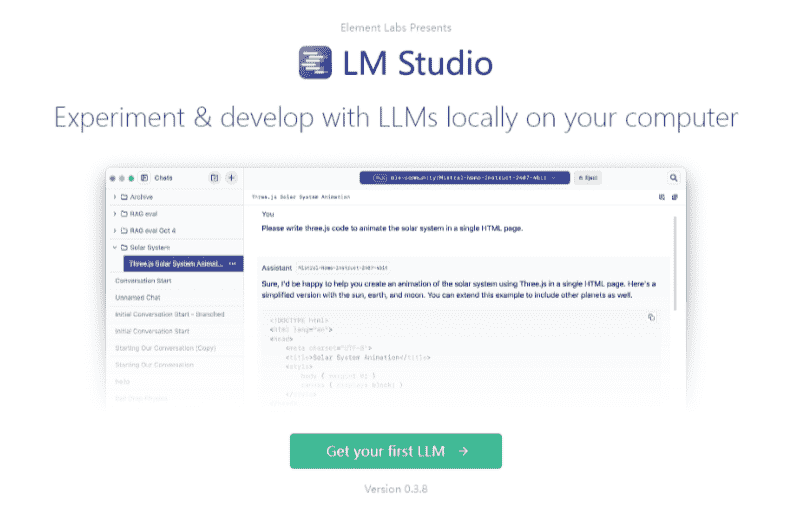 Element Labs Presents
LM Studio
Experiment & develop with LLMs locally on your computer
Chats
Eject
Archive
Three.js Solar System Animation
RAG eval
You
RAG eval Oct 4
Please write three.js code to animate the solar system in a single HTML page.
Solar System
Three.js Solar System Animat...
Assistant
Conversation Start
Sure, I'd be happy to help you create an animation of the solar system using Three.js in a single HTML page. Here's a
simplified version with the sun, earth, and moon. You can extend this example to include other planets as well.
Unnamed Chat
Initial Conversation Start - Branched
<!DOCTYPE html>
Initial Conversation Start
<html lang="en">
<head>
Starting Our Conversation (Copy)
<meta charset="UTF-8">
<title>Solar System Animation</title>
Starting Our Conversation
<style>
Get your first LLM →
Version 0.3.8